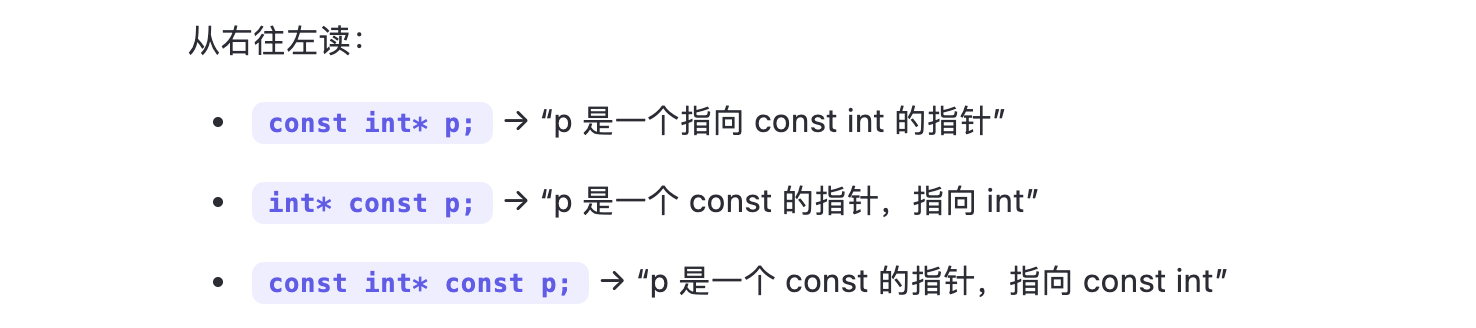 从右往左读：
• const int* p; → “p 是一个指向 const int 的指针”
• int* const p; → “p 是一个 const 的指针，指向 int”
• const int* const p; → “p 是一个 const 的指针，指向 const int”